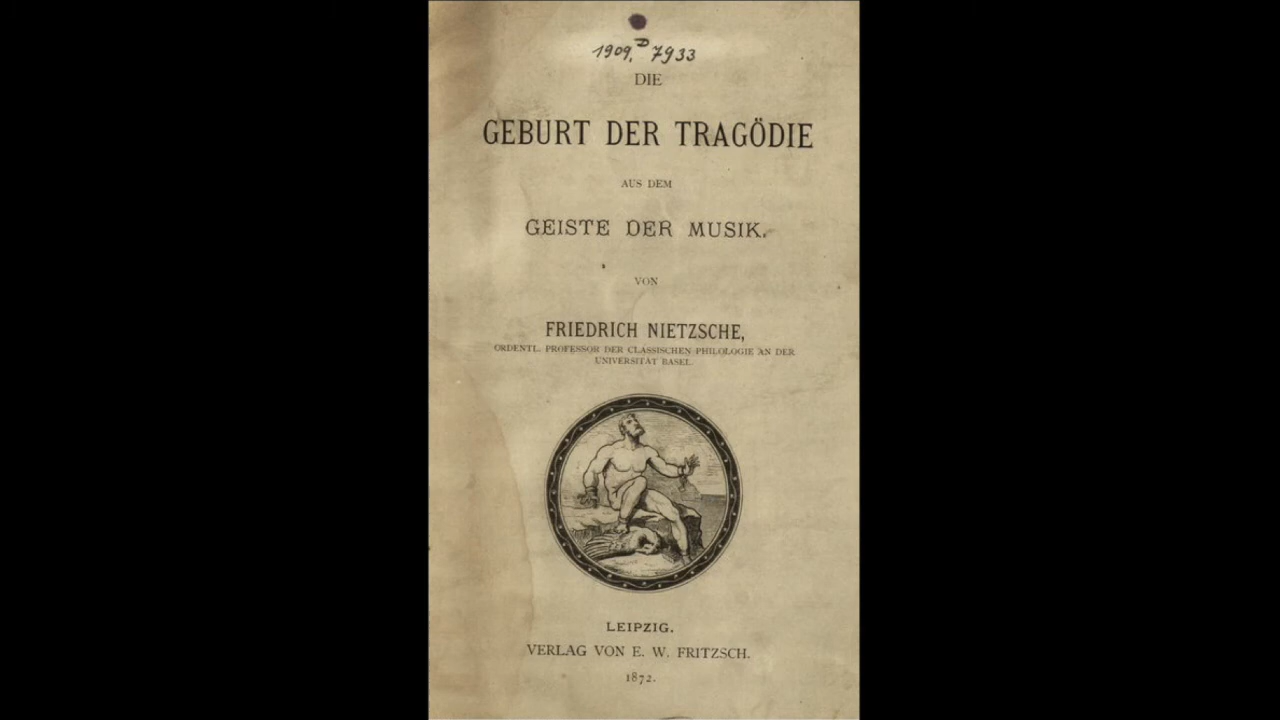 1909, D 7933
DIE
GEBURT DER TRAGÖDIE
AUS DEM
GEISTE DER MUSIK.
VON
FRIEDRICH NIETZSCHE,
ORDENTL. PROFESSOR DER CLASSISCHEN PHILOLOGIE AN DER
UNIVERSITÄT BASEL.
LEIPZIG.
VERLAG VON E. W. FRITZSCH.
1872.